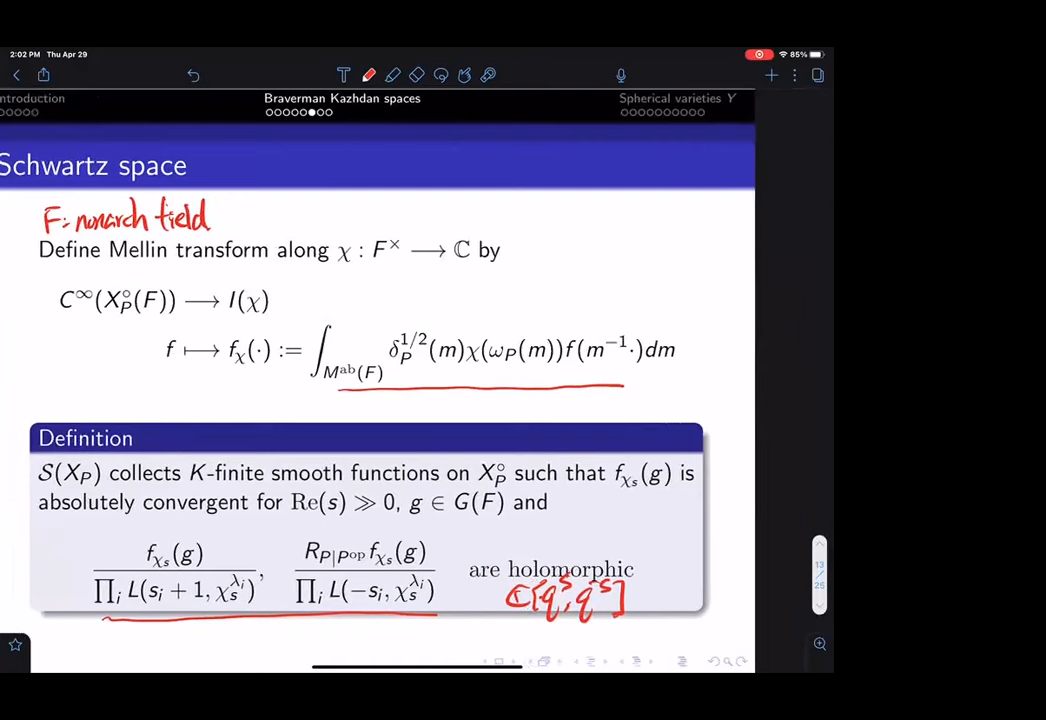 2:02 PM Thu Apr 29
85%
ntroduction
Braverman Kazhdan spaces
Spherical varieties Y
Schwartz space
F: nonarch field
Define Mellin transform along χ : F^× ⟶ ℂ by
C^∞(X_P^∘(F)) ⟶ I(χ)
f ⟼ f_χ(·) := ∫_{M^{ab}(F)} δ_P^{1/2}(m)χ(ω_P(m))f(m^{−1}·)dm
Definition
𝒮(X_P) collects K-finite smooth functions on X_P^∘ such that f_{χ_s}(g) is
absolutely convergent for Re(s) ≫ 0, g ∈ G(F) and
f_{χ_s}(g) / ∏_i L(s_i + 1, χ_s^{λ_i}), R_{P|P^{op}} f_{χ_s}(g) / ∏_i L(−s_i, χ_s^{λ_i}) are holomorphic
ℂ[q^s, q^{-s}]
13
/
25